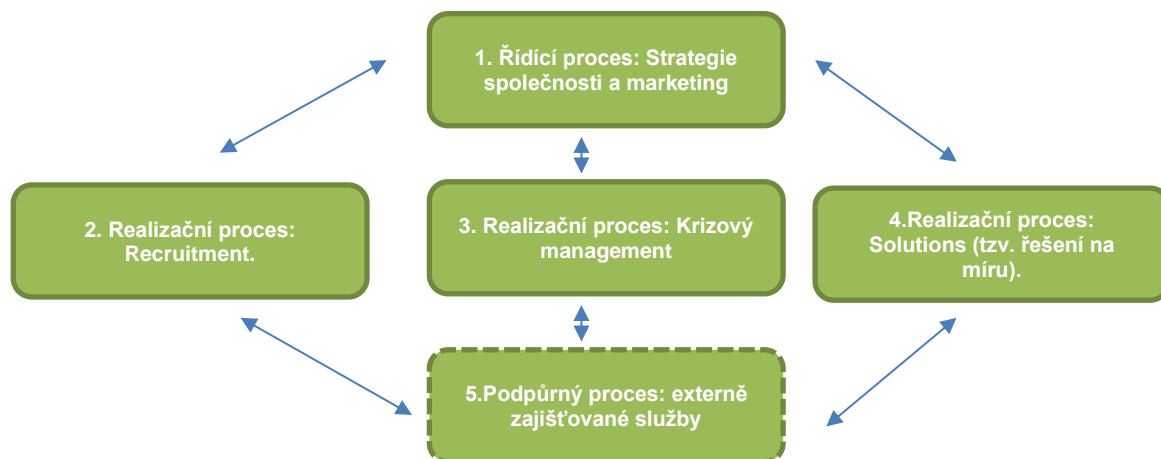 1. Řídící proces: Strategie
společnosti a marketing
2. Realizační proces:
Recruitment.
3. Realizační proces: Krizový
management
4.Realizační proces:
Solutions (tzv. řešení na
míru).
5.Podpůrný proces: externě
zajišťované služby